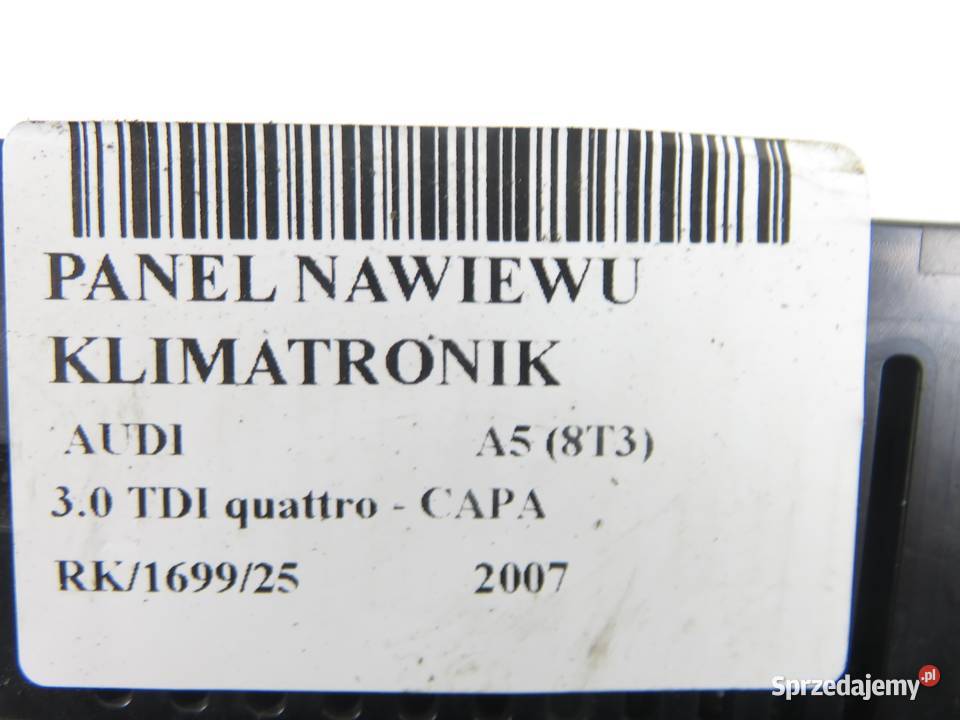 PANEL NAWIEWU
KLIMATRONIK
AUDI A5 (8T3)
3.0 TDI quattro - CAPA
RK/1699/25 2007
Sprzedajemy.pl